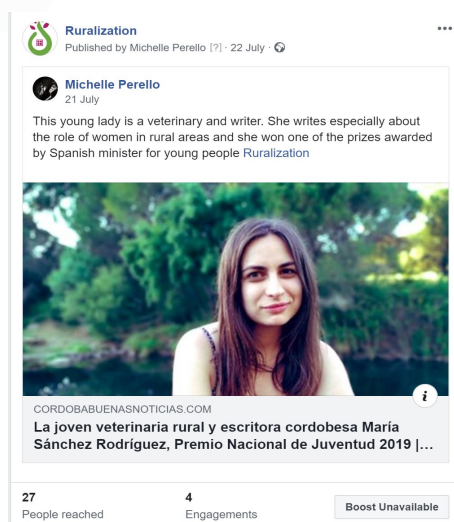 Ruralization
Published by Michelle Perello [?] · 22 July ·
Michelle Perello
21 July
This young lady is a veterinary and writer. She writes especially about
the role of women in rural areas and she won one of the prizes awarded
by Spanish minister for young people Ruralization
i
CORDOBABUENASNOTICIAS.COM
La joven veterinaria rural y escritora cordobesa María
Sánchez Rodríguez, Premio Nacional de Juventud 2019 |...
27
People reached
4
Engagements
Boost Unavailable